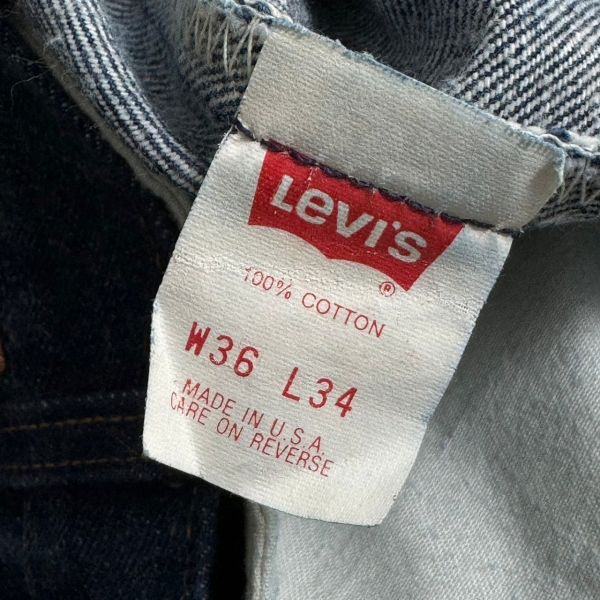 Levi's
®
100% COTTON
W36 L34
MADE IN U.S.A.
CARE ON REVERSE